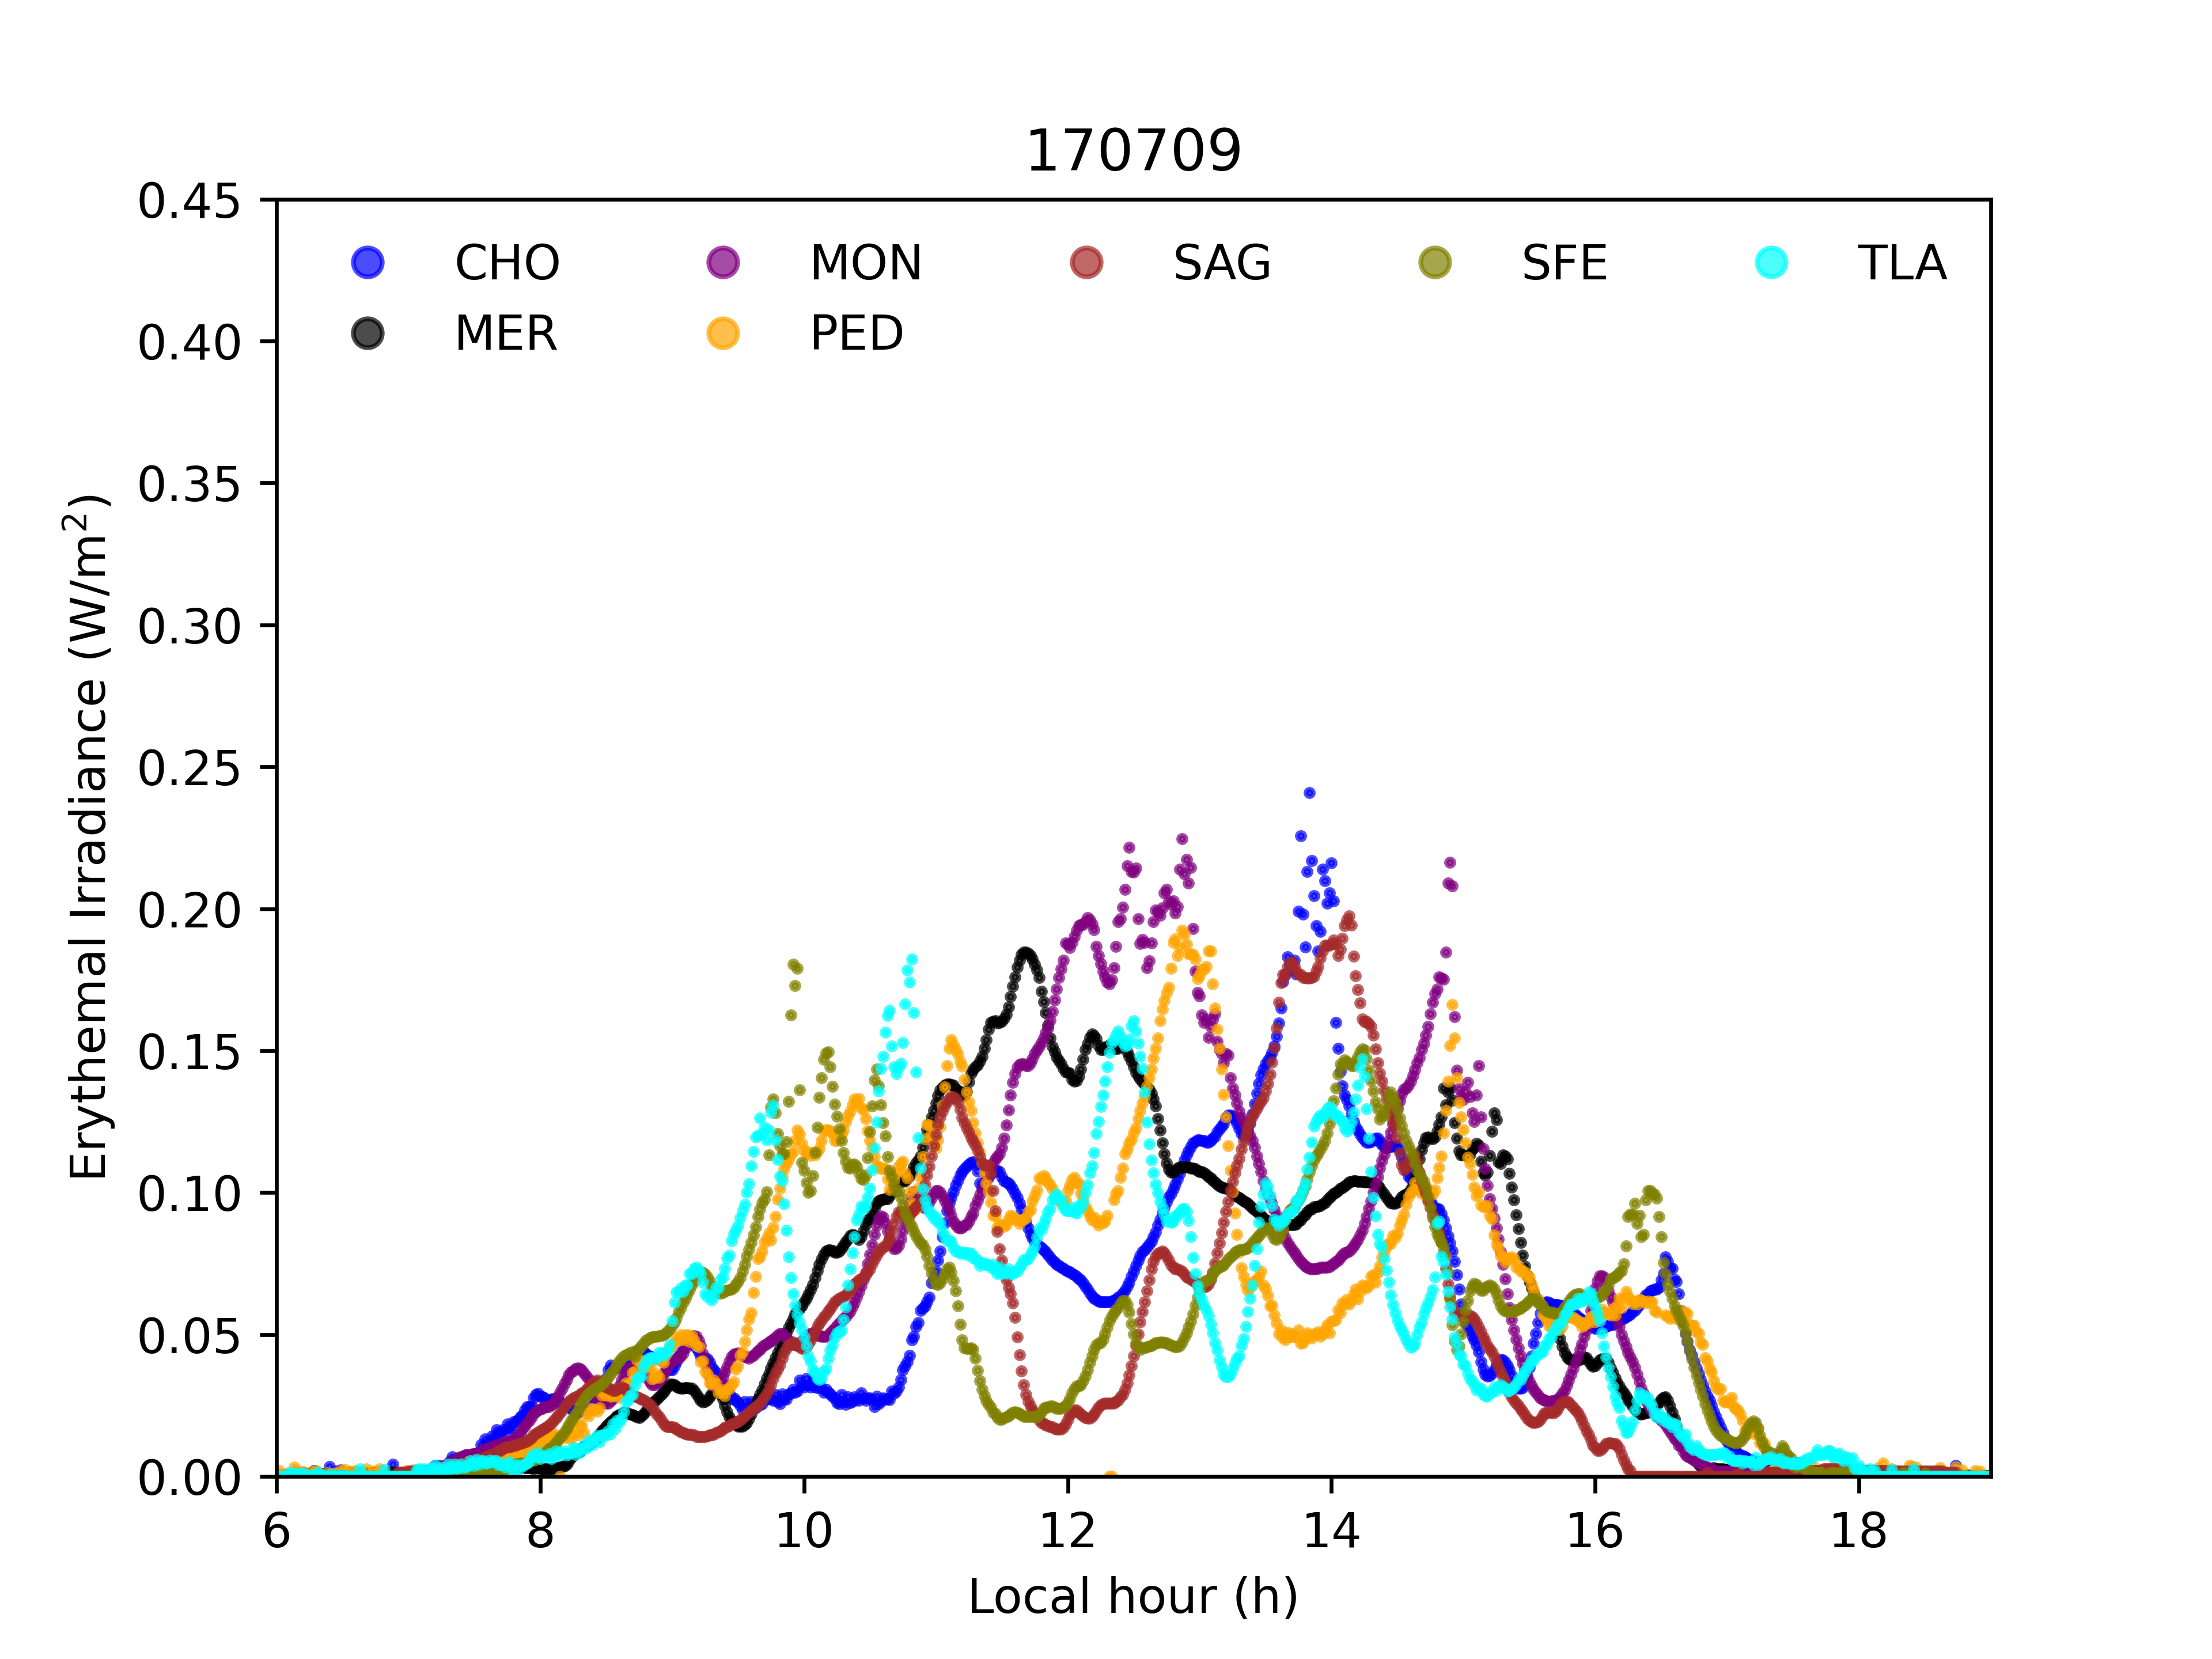 170709
Erythemal Irradiance (W/m²)
0.45
0.40
0.35
0.30
0.25
0.20
0.15
0.10
0.05
0.00
CHO MON SAG SFE TLA
MER PED
6 8 10 12 14 16 18
Local hour (h)